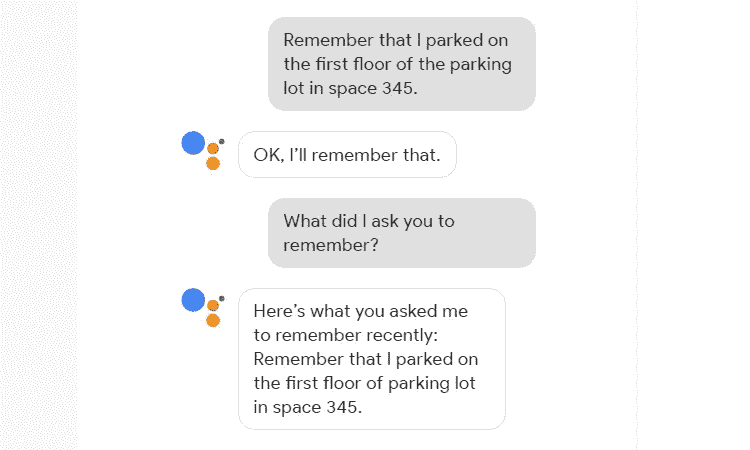 Remember that I parked on
the first floor of the parking
lot in space 345.
OK, I’ll remember that.
What did I ask you to
remember?
Here’s what you asked me
to remember recently:
Remember that I parked on
the first floor of parking lot
in space 345.